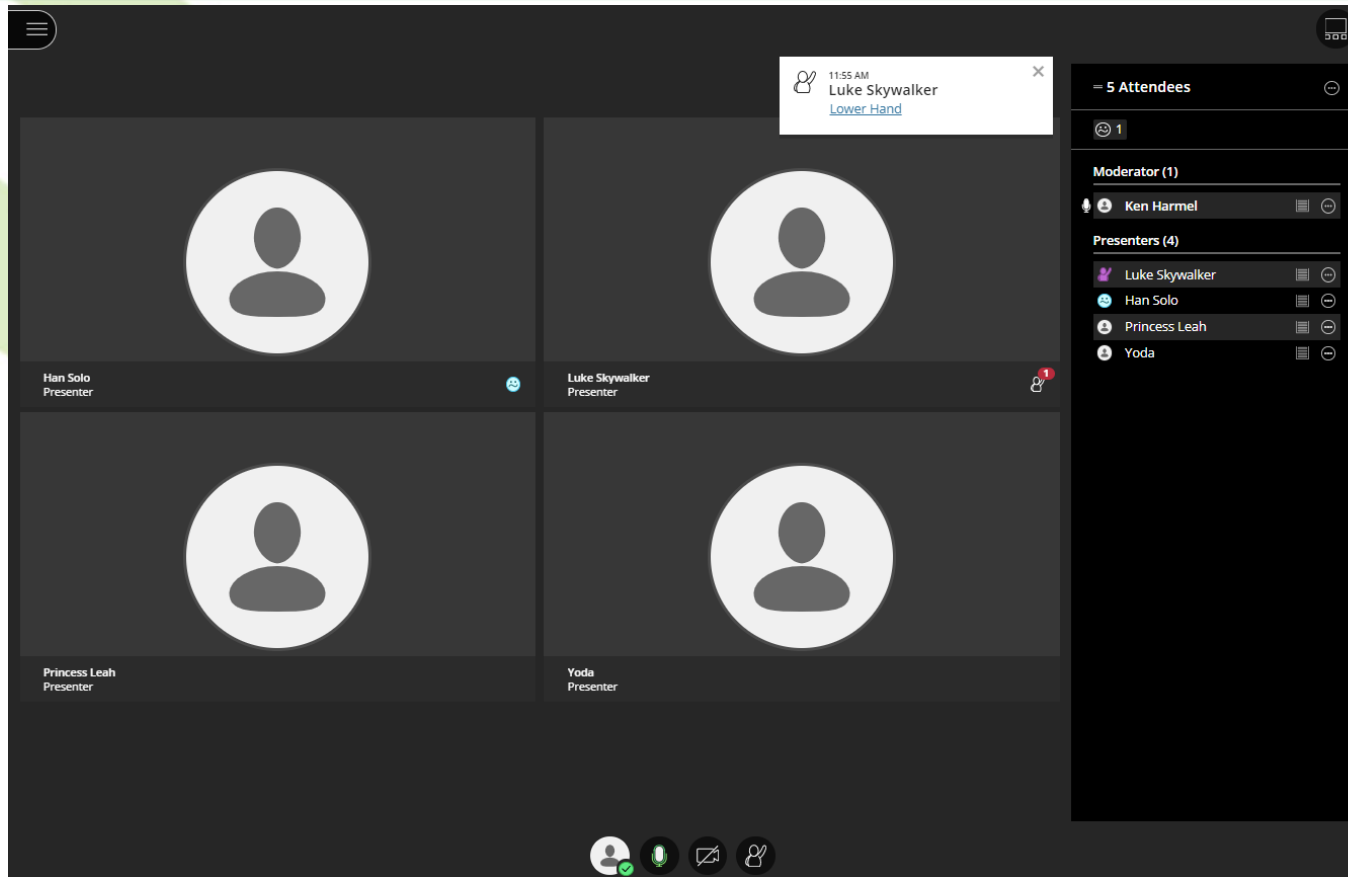 11:55 AM
Luke Skywalker
Lower Hand
5 Attendees
1
Moderator (1)
Ken Harmel
Presenters (4)
Luke Skywalker
Han Solo
Princess Leah
Yoda
Han Solo
Presenter
Luke Skywalker
Presenter
1
Princess Leah
Presenter
Yoda
Presenter